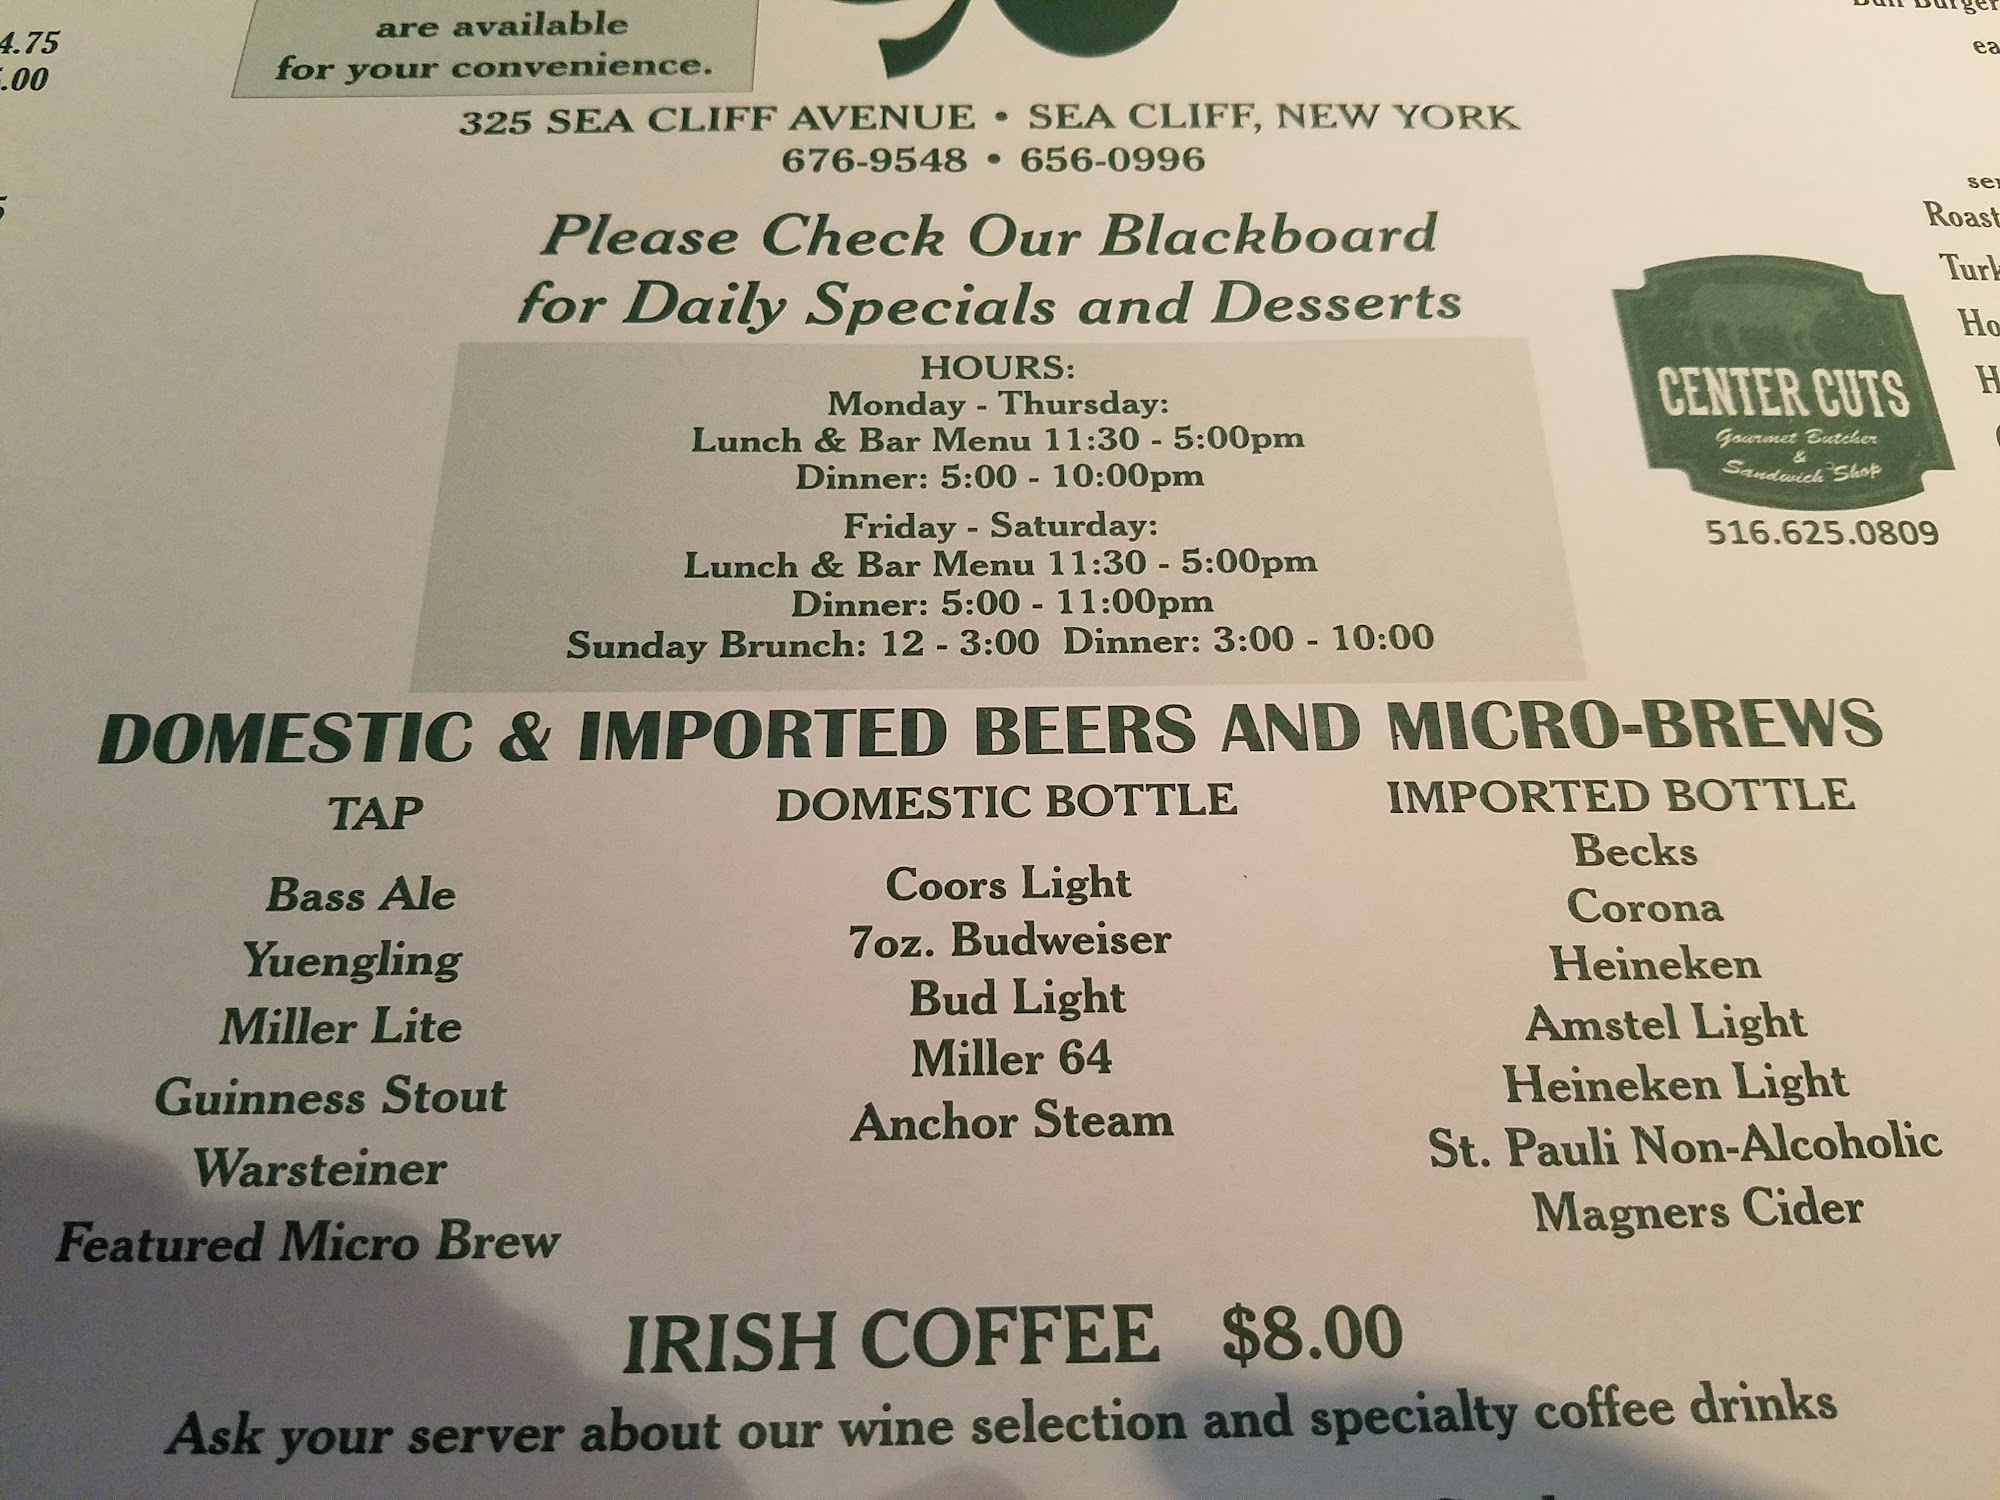 are available
for your convenience.
4.75
.00
325 SEA CLIFF AVENUE • SEA CLIFF, NEW YORK
676-9548 • 656-0996
Please Check Our Blackboard
for Daily Specials and Desserts
HOURS:
Monday - Thursday:
Lunch & Bar Menu 11:30 - 5:00pm
Dinner: 5:00 - 10:00pm
Friday - Saturday:
Lunch & Bar Menu 11:30 - 5:00pm
Dinner: 5:00 - 11:00pm
Sunday Brunch: 12 - 3:00 Dinner: 3:00 - 10:00
Roast
CENTER CUTS
Gourmet Butcher
&
Sandwich Shop
516.625.0809
DOMESTIC & IMPORTED BEERS AND MICRO-BREWS
TAP
Bass Ale
Yuengling
Miller Lite
Guinness Stout
Warsteiner
Featured Micro Brew
DOMESTIC BOTTLE
Coors Light
7oz. Budweiser
Bud Light
Miller 64
Anchor Steam
IMPORTED BOTTLE
Becks
Corona
Heineken
Amstel Light
Heineken Light
St. Pauli Non-Alcoholic
Magners Cider
IRISH COFFEE $8.00
Ask your server about our wine selection and specialty coffee drinks